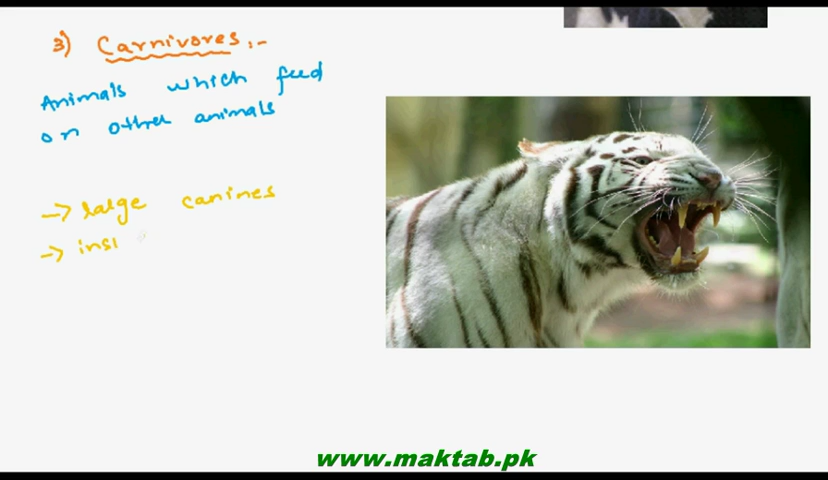 3) Carnivores :-
Animals which feed
on other animals
→ large canines
→ insi
www.maktab.pk